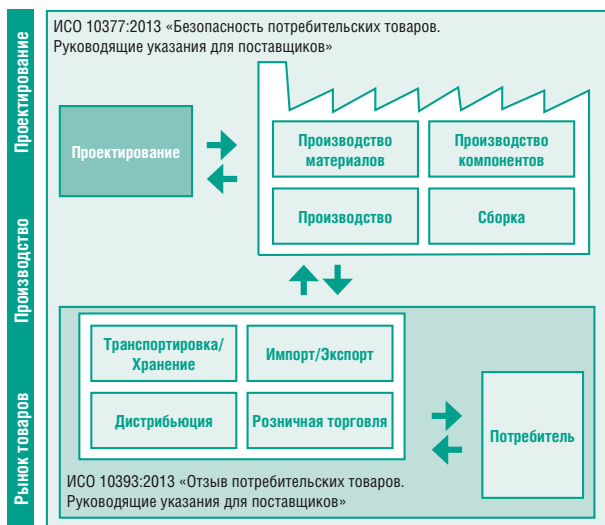 ИСО 10377:2013 «Безопасность потребительских товаров.
Руководящие указания для поставщиков»
Проектирование
Проектирование
Производство
материалов
Производство
компонентов
Производство
Сборка
Производство
Транспортировка/
Хранение
Импорт/Экспорт
Дистрибьюция
Розничная торговля
Потребитель
Рынок товаров
ИСО 10393:2013 «Отзыв потребительских товаров.
Руководящие указания для поставщиков»